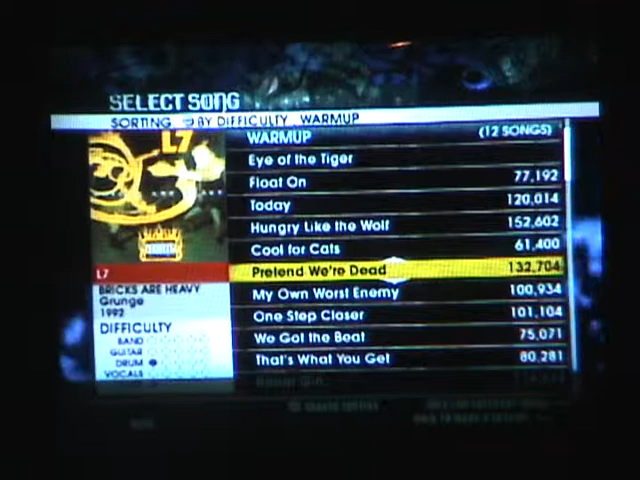 SELECT SONG
SORTING BY DIFFICULTY WARMUP
L7
WARMUP (12 SONGS)
Eye of the Tiger
Float On 77,192
Today 120,014
Hungry Like the Wolf 152,602
Cool for Cats 61,400
Pretend We're Dead 132,704
My Own Worst Enemy 100,934
One Step Closer 101,104
We Got the Beat 75,071
That's What You Get 80,281
L7
BRICKS ARE HEAVY
Grunge
1992
DIFFICULTY
BAND
GUITAR
DRUM
VOCALS